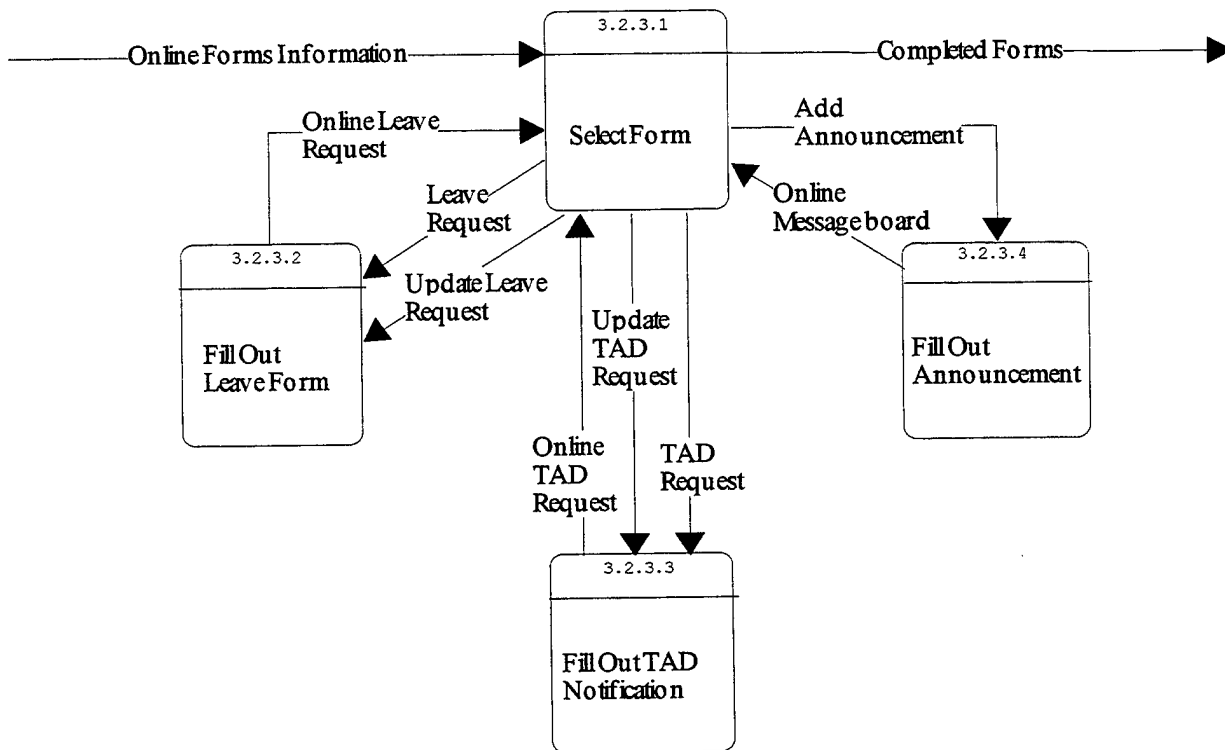 3.2.3.1
Online Forms Information
Completed Forms
Select Form
Online Leave
Request
Add
Announcement
Leave
Request
Online
Message board
3.2.3.2
Update Leave
Request
3.2.3.4
Fill Out
Leave Form
Update
TAD
Request
Fill Out
Announcement
Online
TAD
Request
TAD
Request
3.2.3.3
Fill Out TAD
Notification